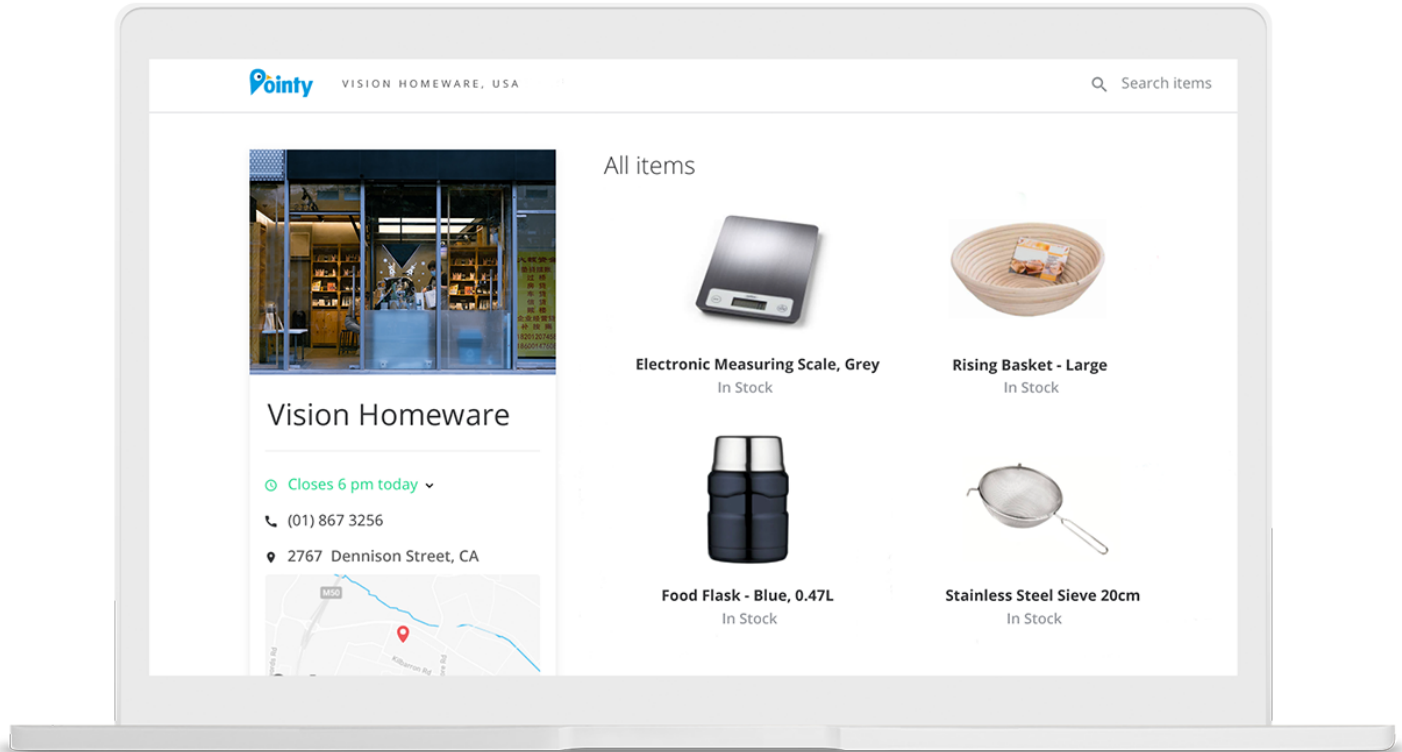 Pointy
VISION HOMEWARE, USA
Search items
All items
Electronic Measuring Scale, Grey
In Stock
Rising Basket - Large
In Stock
Vision Homeware
Closes 6 pm today
(01) 867 3256
2767 Dennison Street, CA
M50
Kilbarron Rd
Food Flask - Blue, 0.47L
In Stock
Stainless Steel Sieve 20cm
In Stock